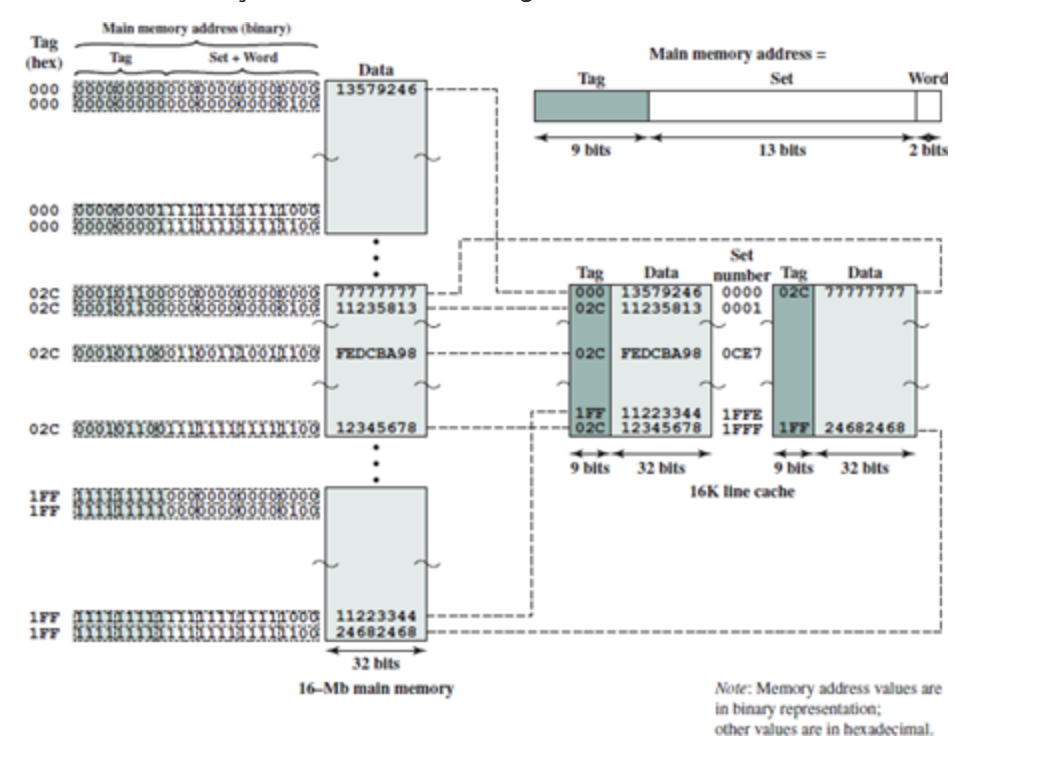 Main memory address (binary)
Tag
(hex)
Tag
Set + Word
Data
000 000000000000000000000000 13579246
000 000000000000000000000100
000
000
02C 000101100000000000000000 77777777
02C 000101100000000000000100 11235813
02C 000101100011001110011100 FEDCBA98
02C 000101100111111111111100 12345678
1FF 111111111000000000000000
1FF 111111111000000000000100
1FF 111111111111111111111000 11223344
1FF 111111111111111111111100 24682468
32 bits
16–Mb main memory
Main memory address =
Tag Set Word
9 bits 13 bits 2 bits
Set
Tag Data number Tag Data
000 13579246 0000 02C 77777777
02C 11235813 0001
02C FEDCBA98 0CE7
1FF 11223344 1FFE
02C 12345678 1FFF 1FF 24682468
9 bits 32 bits 9 bits 32 bits
16K line cache
Note: Memory address values are
in binary representation;
other values are in hexadecimal.